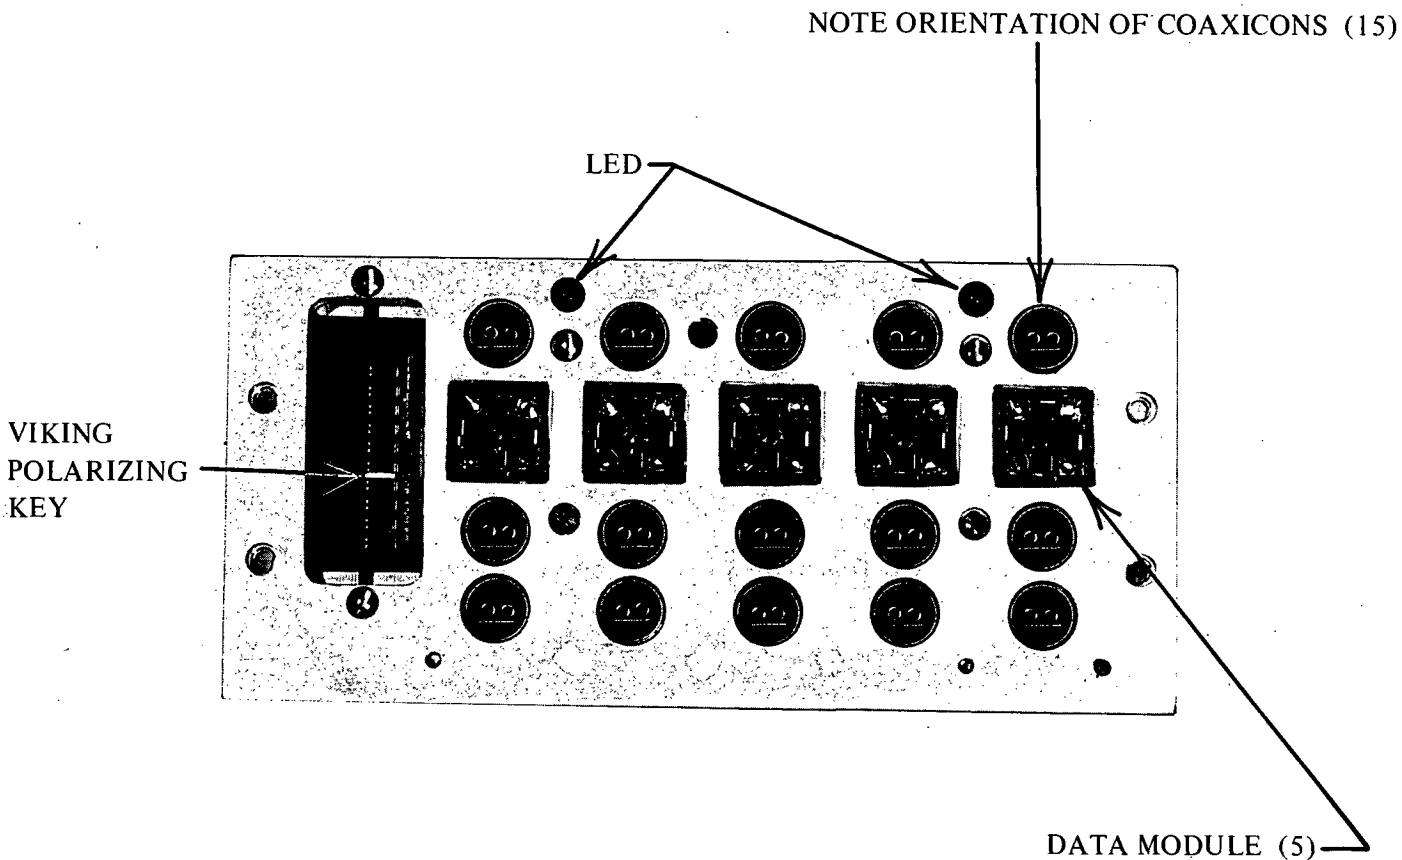 NOTE ORIENTATION OF COAXICONS (15)
LED
VIKING
POLARIZING
KEY
DATA MODULE (5)